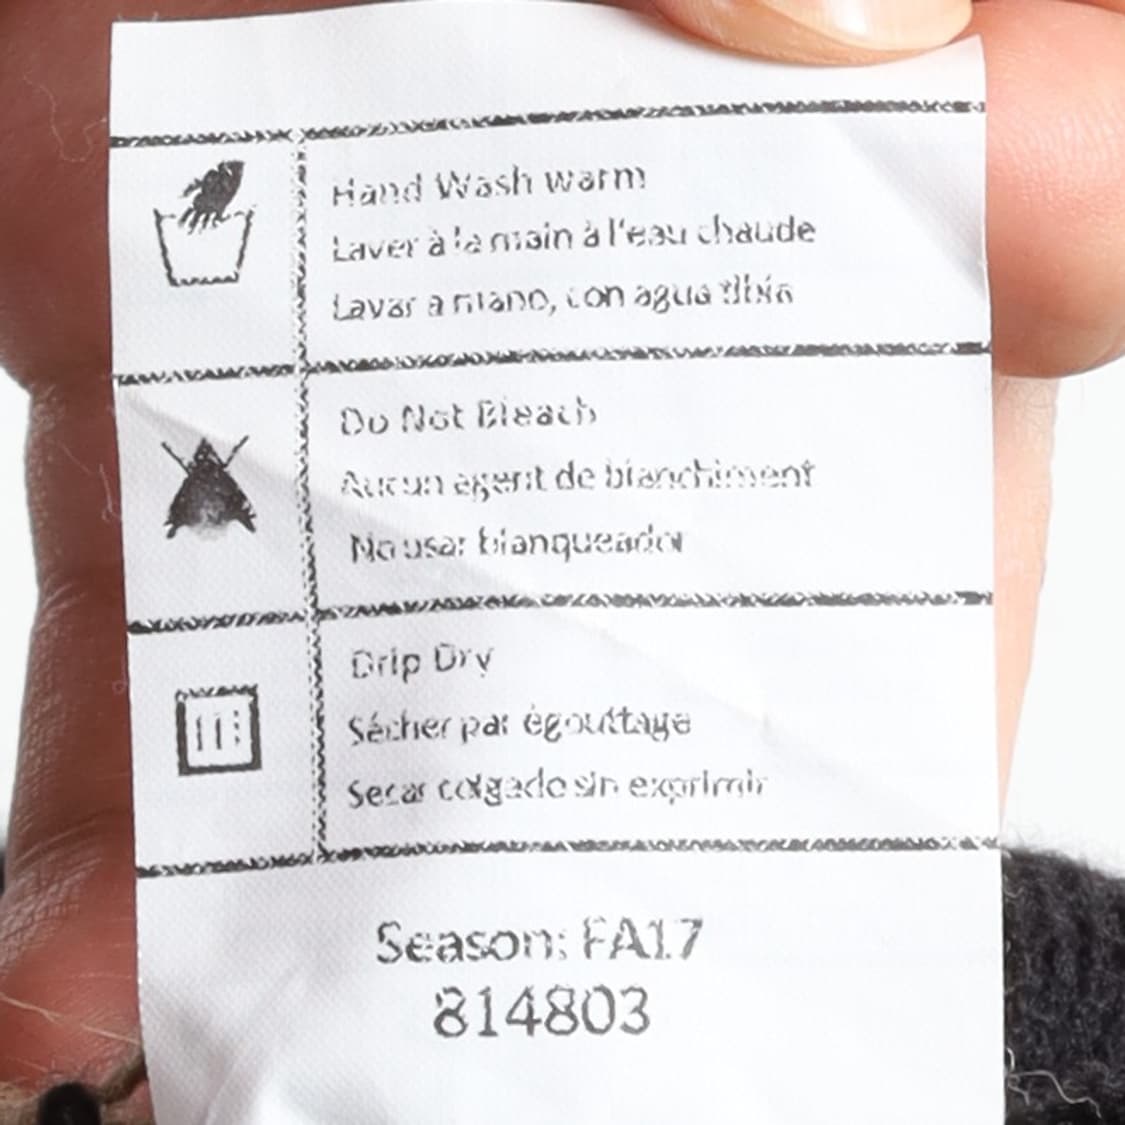 Hand Wash warm
Laver à la main à l'eau chaude
Lavar a mano, con agua tibia
Do Not Bleach
Aucun agent de blanchiment
No usar blanqueador
Drip Dry
Sécher par égouttage
Secar colgado sin exprimir
Season: FA17
814803